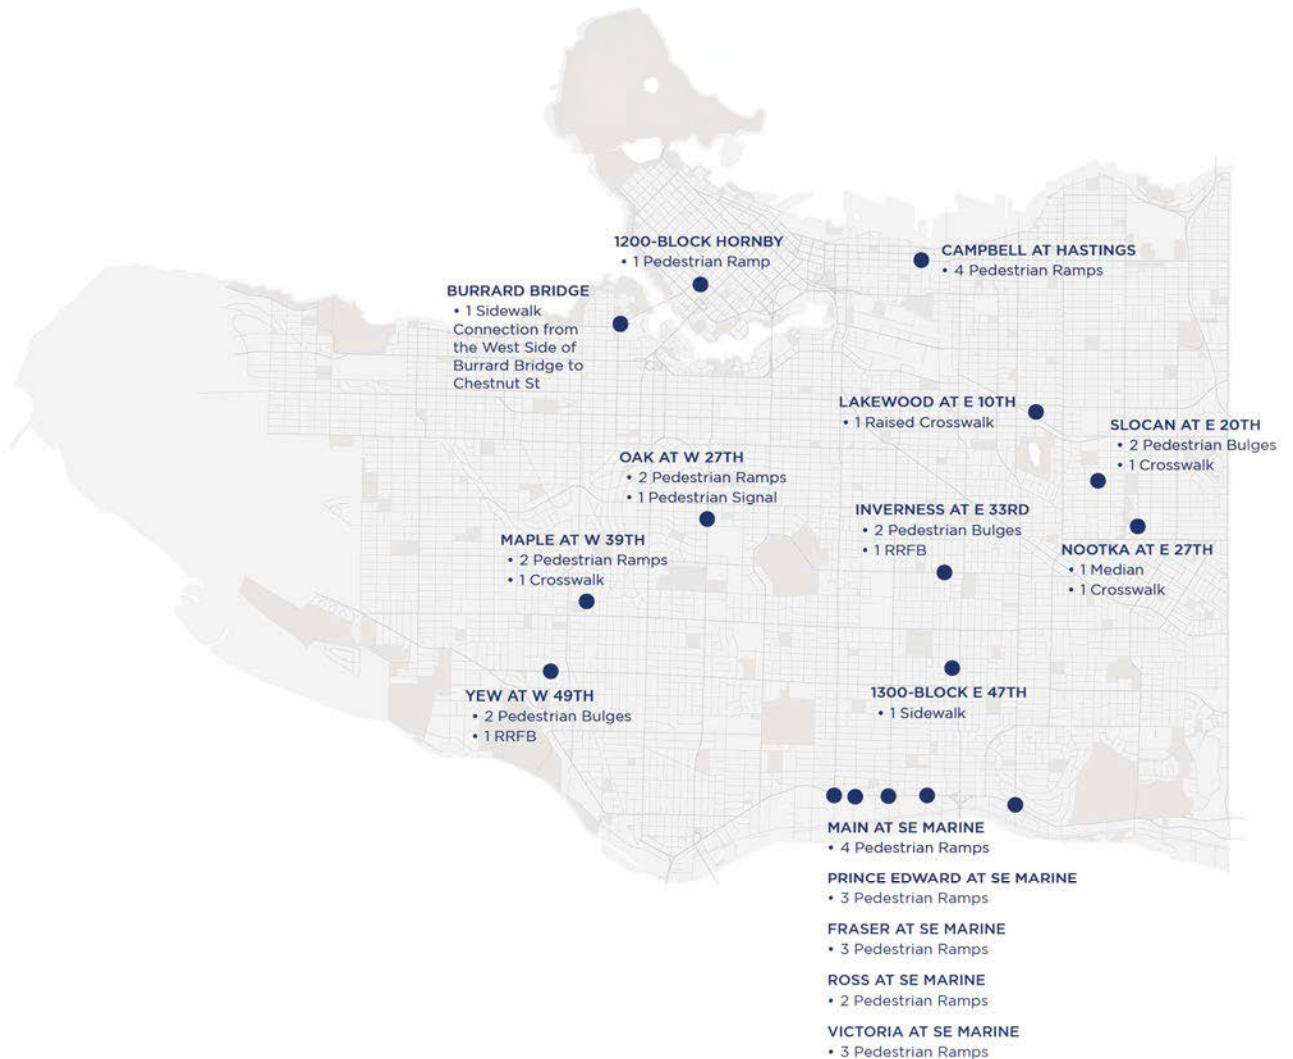 1200-BLOCK HORNBY
• 1 Pedestrian Ramp
CAMPBELL AT HASTINGS
• 4 Pedestrian Ramps
BURRARD BRIDGE
• 1 Sidewalk
Connection from
the West Side of
Burrard Bridge to
Chestnut St
LAKEWOOD AT E 10TH
• 1 Raised Crosswalk
SLOCAN AT E 20TH
• 2 Pedestrian Bulges
• 1 Crosswalk
OAK AT W 27TH
• 2 Pedestrian Ramps
• 1 Pedestrian Signal
INVERNESS AT E 33RD
• 2 Pedestrian Bulges
• 1 RRFB
MAPLE AT W 39TH
• 2 Pedestrian Ramps
• 1 Crosswalk
NOOTKA AT E 27TH
• 1 Median
• 1 Crosswalk
YEW AT W 49TH
• 2 Pedestrian Bulges
• 1 RRFB
1300-BLOCK E 47TH
• 1 Sidewalk
MAIN AT SE MARINE
• 4 Pedestrian Ramps
PRINCE EDWARD AT SE MARINE
• 3 Pedestrian Ramps
FRASER AT SE MARINE
• 3 Pedestrian Ramps
ROSS AT SE MARINE
• 2 Pedestrian Ramps
VICTORIA AT SE MARINE
• 3 Pedestrian Ramps